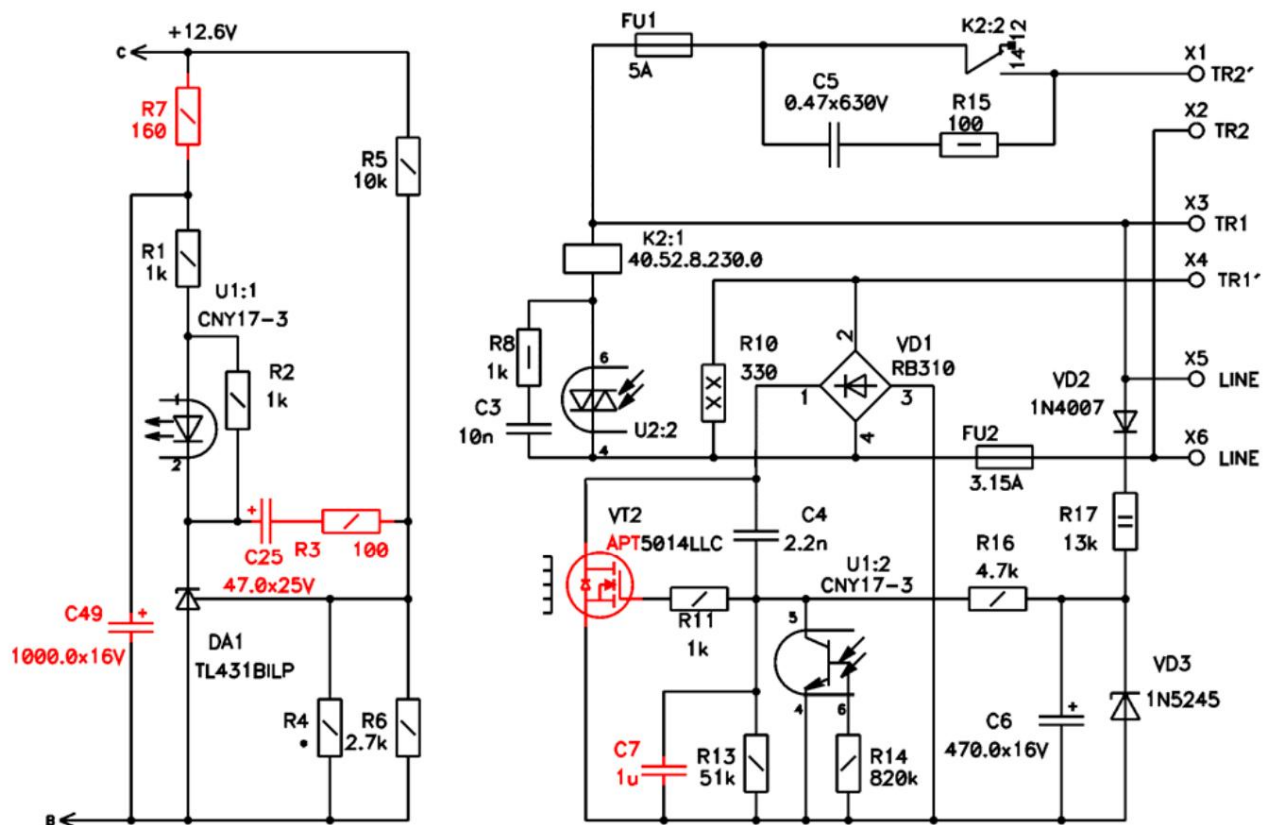 +12.6V
C
R7
160
R5
10k
R1
1k
U1:1
CNY17-3
R2
1k
1
2
C25
47.0x25V
R3
100
C49
1000.0x16V
DA1
TL431BILP
R4
R6
2.7k
B
FU1
5A
K2:2
12
14
C5
0.47x630V
R15
100
X1
TR2'
X2
TR2
X3
TR1
X4
TR1'
X5
LINE
X6
LINE
K2:1
40.52.8.230.0
R8
1k
C3
10n
6
U2:2
4
R10
330
2
VD1
RB310
1
3
4
VD2
1N4007
FU2
3.15A
VT2
APT5014LLC
C4
2.2n
R17
13k
U1:2
CNY17-3
R16
4.7k
R11
1k
5
4
6
VD3
1N5245
C7
1u
R13
51k
R14
820k
C6
470.0x16V
+
+
+